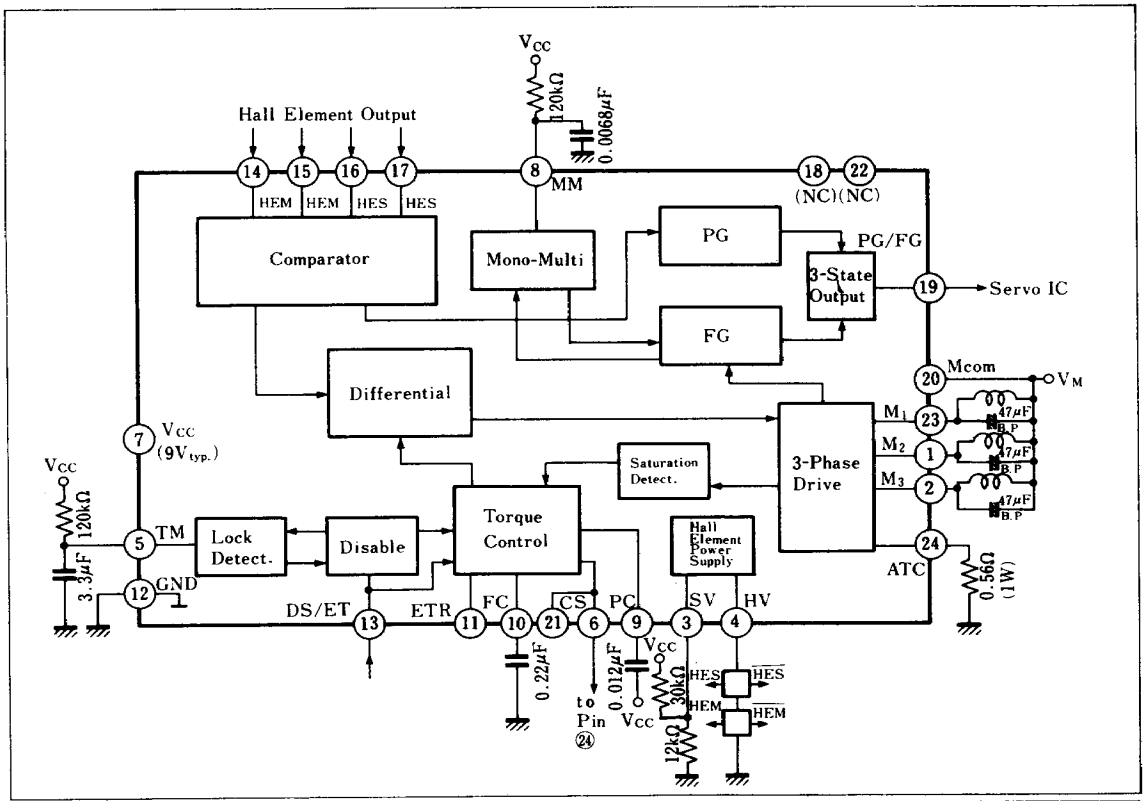 Vcc
120kΩ
0.0068μF
Hall Element Output
14
15
16
17
8
MM
18
22
(NC)(NC)
HEM
HEM
HES
HES
Comparator
Mono-Multi
PG
PG/FG
3-State
Output
19
Servo IC
FG
Differential
20
Mcom
VM
M1
23
47μF
B.P
M2
1
47μF
B.P
M3
2
47μF
B.P
7
Vcc
(9Vtyp.)
Vcc
120kΩ
Saturation
Detect.
3-Phase
Drive
5
TM
Lock
Detect.
Disable
Torque
Control
Hall
Element
Power
Supply
24
ATC
0.56Ω
(1W)
3.3μF
12
GND
DS/ET
13
ETR
11
FC
10
21
CS
6
PC
9
SV
3
HV
4
0.22μF
0.012μF
Vcc
30kΩ
HES
HES
HEM
HEM
to
Pin
㉔
Vcc
12kΩ